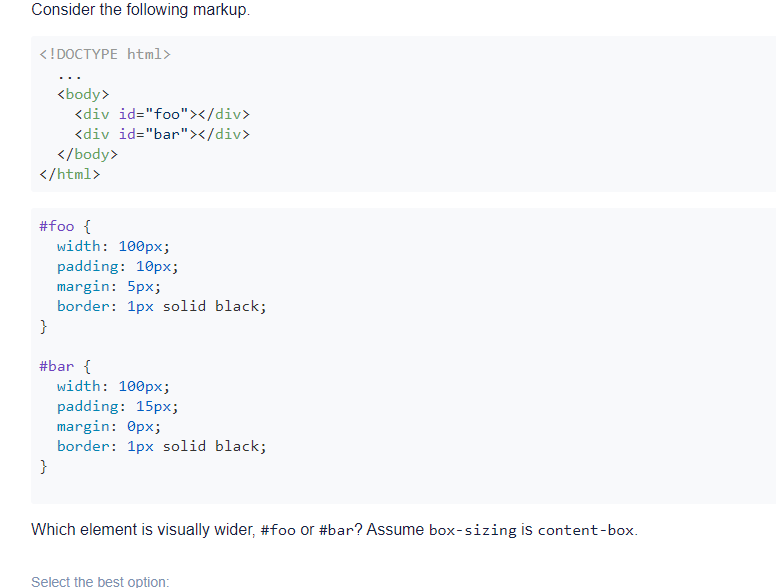 Consider the following markup.
<!DOCTYPE html>
...
<body>
<div id="foo"></div>
<div id="bar"></div>
</body>
</html>
#foo {
width: 100px;
padding: 10px;
margin: 5px;
border: 1px solid black;
}
#bar {
width: 100px;
padding: 15px;
margin: 0px;
border: 1px solid black;
}
Which element is visually wider, #foo or #bar? Assume box-sizing is content-box.
Select the best option: